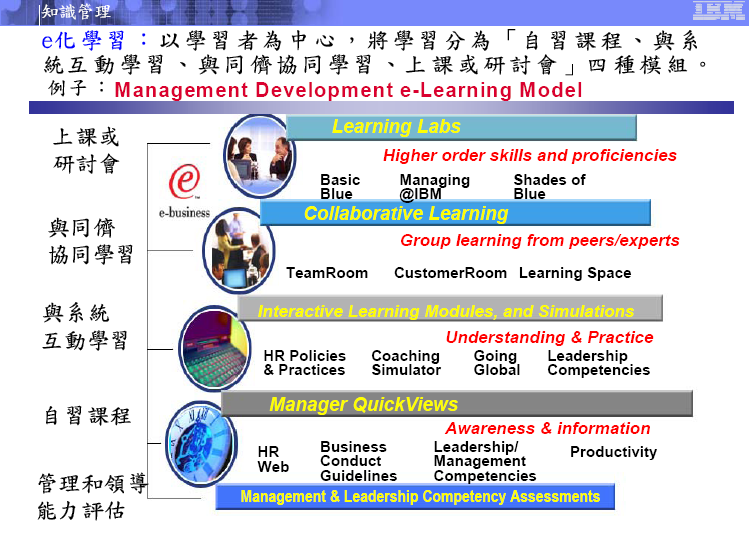 知識管理
IBM
e化學習：以學習者為中心，將學習分為「自習課程、與系
統互動學習、與同儕協同學習、上課或研討會」四種模組。
例子：Management Development e-Learning Model
上課或
研討會
Learning Labs
Higher order skills and proficiencies
Basic
Blue
Managing
@IBM
Shades of
Blue
e
TM
e-business
與同儕
協同學習
Collaborative Learning
Group learning from peers/experts
TeamRoom
CustomerRoom
Learning Space
與系統
互動學習
Interactive Learning Modules, and Simulations
Understanding & Practice
HR Policies
& Practices
Coaching
Simulator
Going
Global
Leadership
Competencies
自習課程
Manager QuickViews
Awareness & information
HR
Web
Business
Conduct
Guidelines
Leadership/
Management
Competencies
Productivity
管理和領導
能力評估
Management & Leadership Competency Assessments